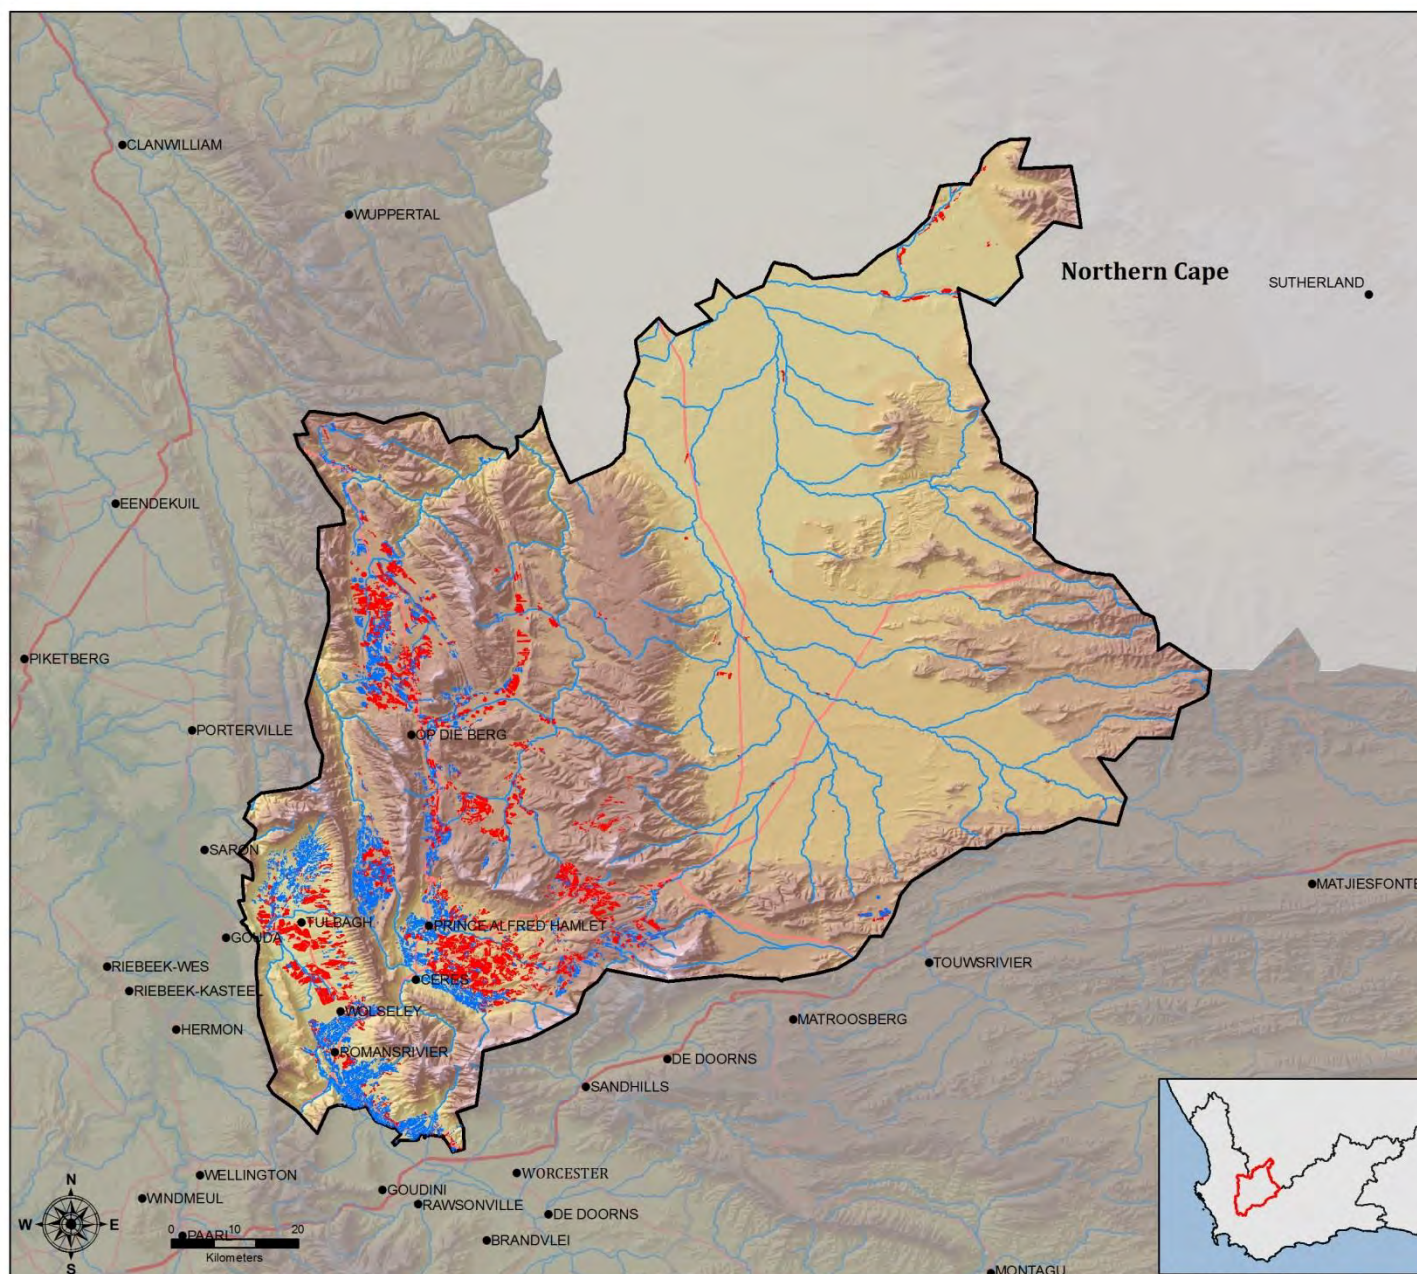 CLANWILLIAM
WUPPERTAL
Northern Cape
SUTHERLAND
EENDEKUIL
PIKETBERG
PORTERVILLE
OP DIE BERG
SARON
MATJIESFONTE
TULBAGH
PRINCE ALFRED HAMLET
GOUDA
TOUWSRIVIER
RIEBEEK-WES
CERES
RIEBEEK-KASTEEL
WOLSELEY
MATROOSBERG
HERMON
ROMANSRIVIER
DE DOORNS
SANDHILLS
WORCESTER
WELLINGTON
N
GOUDINI
WINDMEUL
RAWSONVILLE
DE DOORNS
W E
PAARL
0 10 20
BRANDVLEI
Kilometers
S
MONTAGU